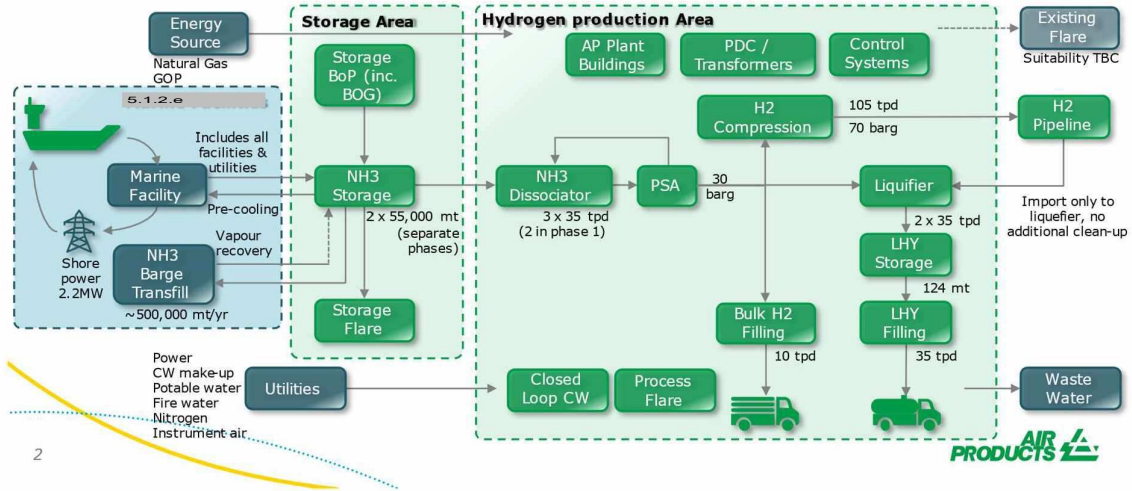 Energy
Source
Natural Gas
GOP
Storage Area
Storage
BoP (inc.
BOG)
Hydrogen production Area
AP Plant
Buildings
PDC /
Transformers
Control
Systems
Existing
Flare
Suitability TBC
5.1.2.e
Includes all
facilities &
utilities
Marine
Facility
Pre-cooling
Vapour
recovery
Shore
power
2.2MW
NH3
Barge
Transfill
~500,000 mt/yr
NH3
Storage
2 x 55,000 mt
(separate
phases)
Storage
Flare
NH3
Dissociator
3 x 35 tpd
(2 in phase 1)
PSA
30
barg
H2
Compression
105 tpd
70 barg
H2
Pipeline
Liquifier
Import only to
liquefier, no
additional clean-up
2 x 35 tpd
LHY
Storage
124 mt
Bulk H2
Filling
10 tpd
LHY
Filling
35 tpd
Power
CW make-up
Potable water
Fire water
Nitrogen
Instrument air
Utilities
Closed
Loop CW
Process
Flare
Waste
Water
2
AIR
PRODUCTS